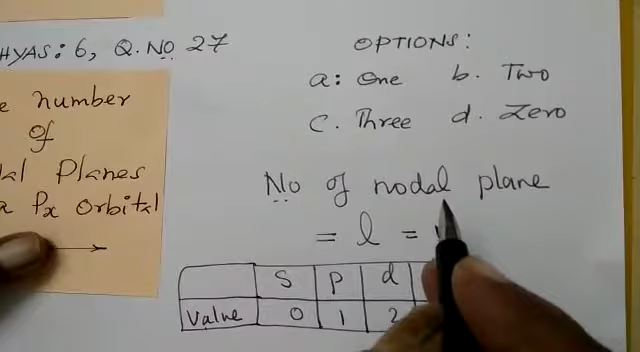 HYAS: 6, Q. NO 27
e number
of
al Planes
a Px orbital
OPTIONS:
a: One b. Two
c. Three d. Zero
No of nodal plane
= l =
S P d
Value 0 1 2